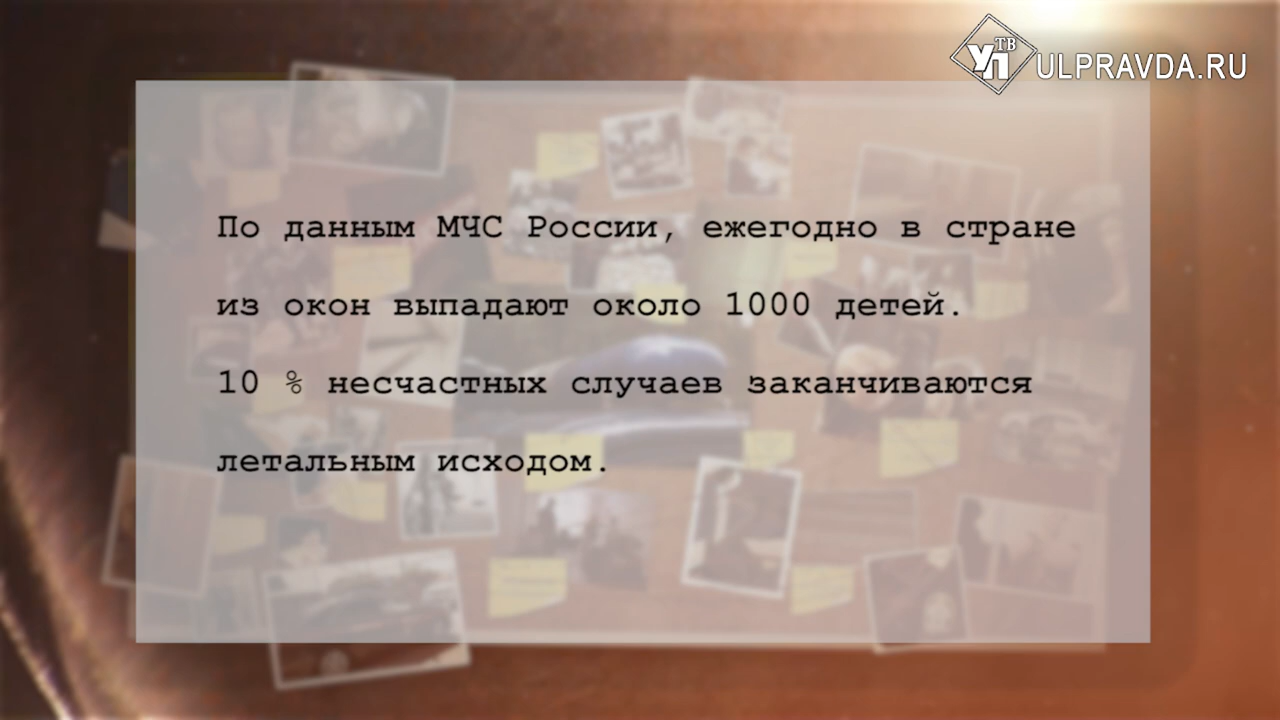 УП ТВ
ULPRAVDA.RU
По данным МЧС России, ежегодно в стране
из окон выпадают около 1000 детей.
10 % несчастных случаев заканчиваются
летальным исходом.